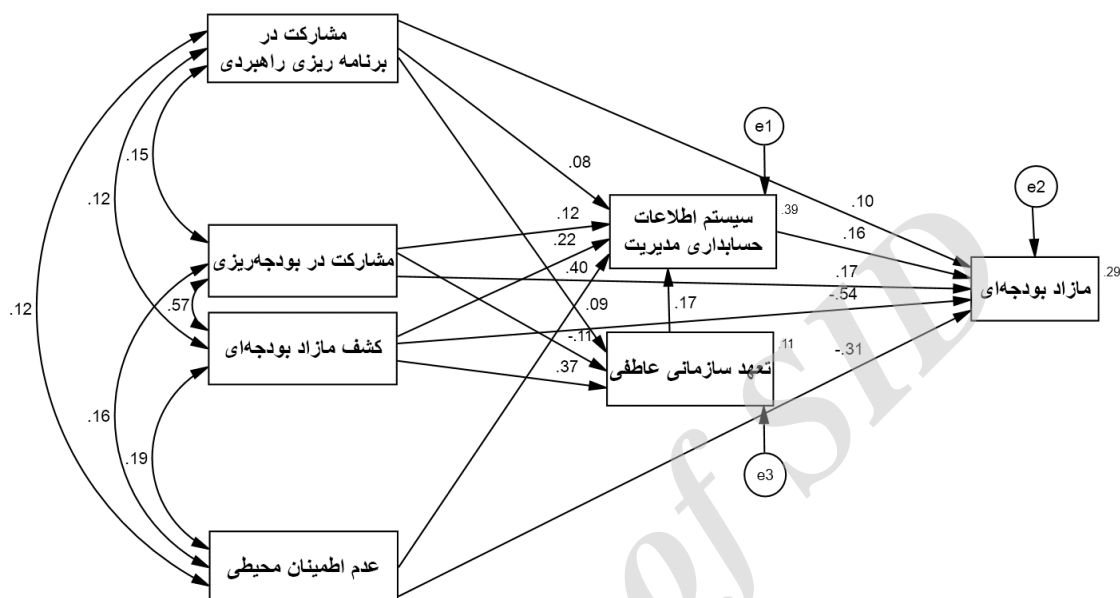 مشارکت در
برنامه ریزی راهبردی
e1
.08
.15
.12
.10
e2
.12
سیستم اطلاعات
حسابداری مدیریت
.39
.16
.22
مشارکت در بودجه‌ریزی
.40
.17
مازاد بودجه‌ای
.29
.12
.57
.09
.17
-.54
کشف مازاد بودجه‌ای
-.11
تعهد سازمانی عاطفی
.11
-.31
.37
.16
.19
e3
عدم اطمینان محیطی
of SID